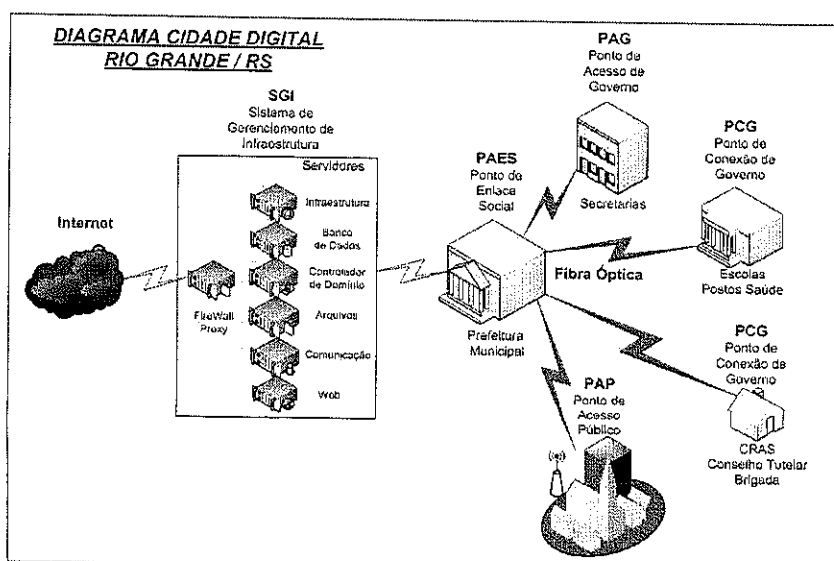 DIAGRAMA CIDADE DIGITAL
RIO GRANDE / RS
SGI
Sistema de
Gerenciamento de
Infraestrutura
Servidores
Infraestrutura
Banco
de Dados
Controlador
de Domínio
Arquivos
Comunicação
Web
Internet
FireWall
Proxy
PAES
Ponto de
Enlace
Social
Prefeitura
Municipal
PAG
Ponto de
Acesso de
Governo
Secretarias
PCG
Ponto de
Conexão de
Governo
Escolas
Postos Saúde
Fibra Óptica
PCG
Ponto de
Conexão de
Governo
CRAS
Conselho Tutelar
Brigada
PAP
Ponto de
Acesso
Público